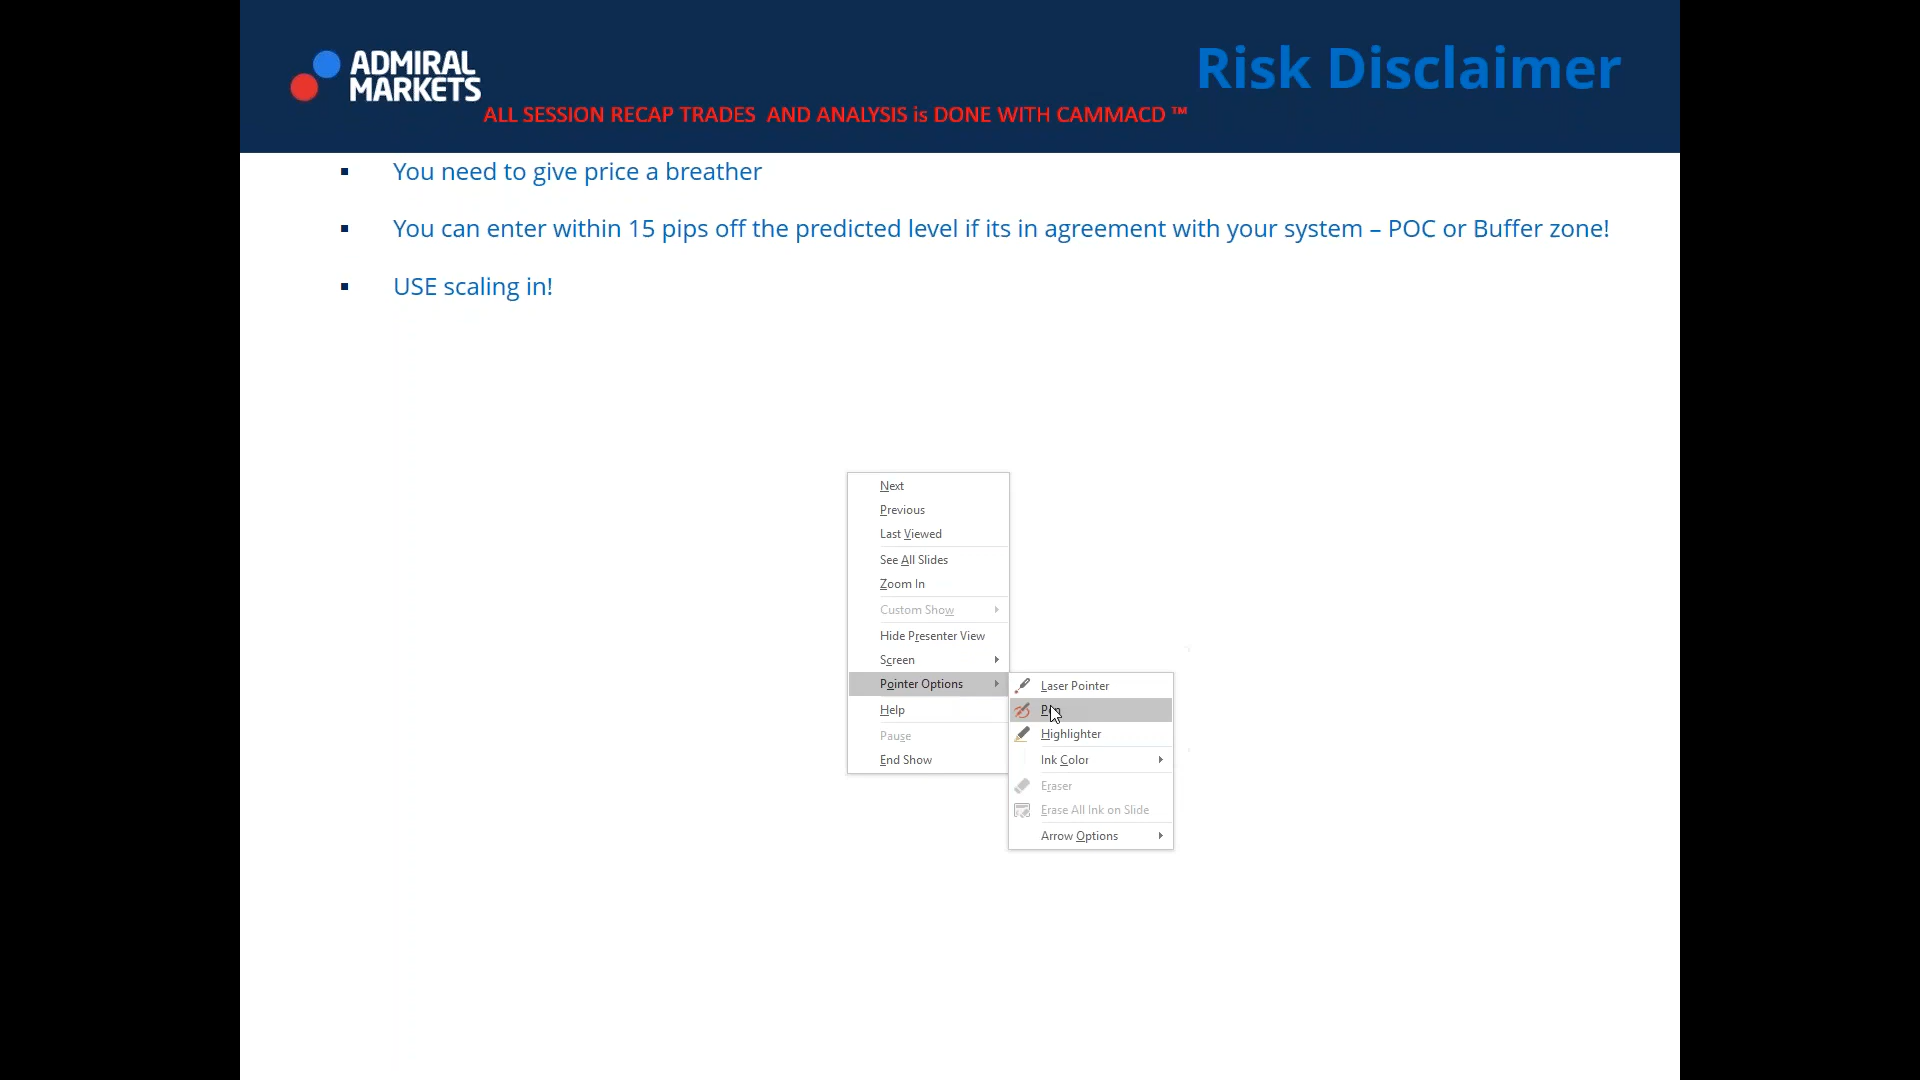 ADMIRAL
MARKETS
Risk Disclaimer
ALL SESSION RECAP TRADES  AND ANALYSIS is DONE WITH CAMMACD ™
▪ You need to give price a breather
▪ You can enter within 15 pips off the predicted level if its in agreement with your system – POC or Buffer zone!
▪ USE scaling in!
Next
Previous
Last Viewed
See All Slides
Zoom In
Custom Show
Hide Presenter View
Screen
Pointer Options
Help
Pause
End Show
Laser Pointer
Pen
Highlighter
Ink Color
Eraser
Erase All Ink on Slide
Arrow Options